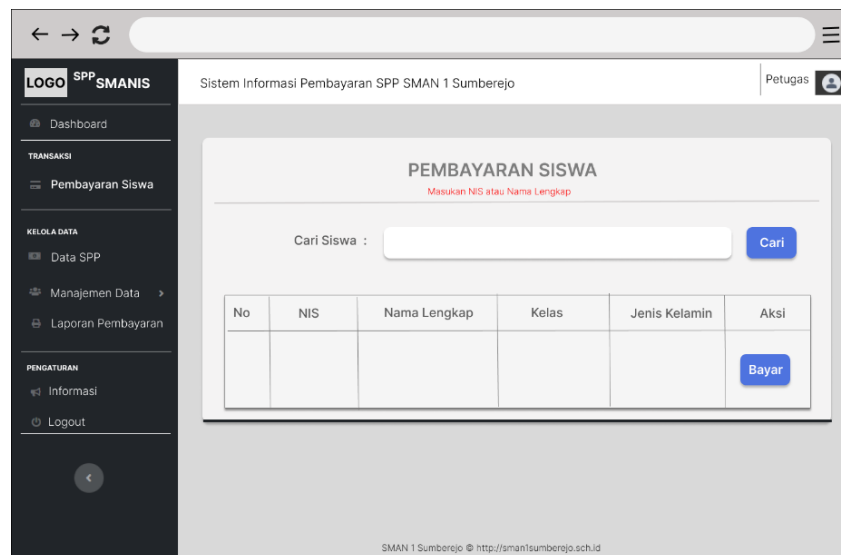 LOGO SPP SMANIS
Sistem Informasi Pembayaran SPP SMAN 1 Sumberejo
Petugas
Dashboard
TRANSAKSI
Pembayaran Siswa
KELOLA DATA
Data SPP
Manajemen Data
Laporan Pembayaran
PENGATURAN
Informasi
Logout
PEMBAYARAN SISWA
Masukan NIS atau Nama Lengkap
Cari Siswa :
Cari
No NIS Nama Lengkap Kelas Jenis Kelamin Aksi
Bayar
SMAN 1 Sumberejo © http://sman1sumberejo.sch.id